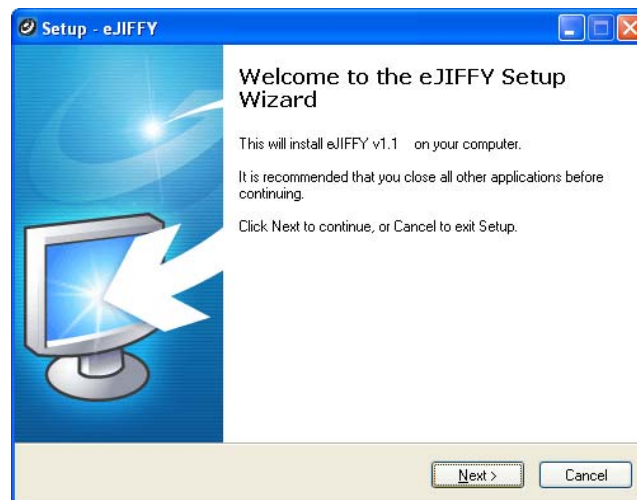 Setup - eJIFFY
Welcome to the eJIFFY Setup
Wizard
This will install eJIFFY v1.1 on your computer.
It is recommended that you close all other applications before
continuing.
Click Next to continue, or Cancel to exit Setup.
Next > Cancel